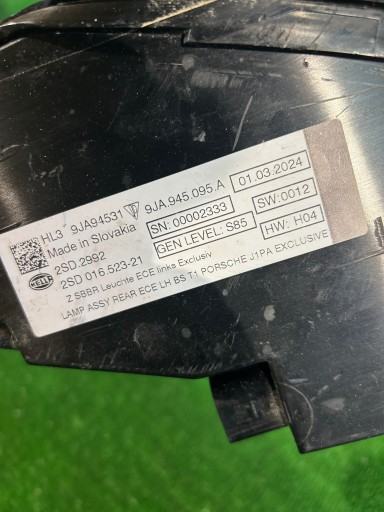 HL3 9JA94531 9JA.945.095.A 01.03.2024
Made in Slovakia SN: 00002333 SW:0012
2SD.2992 GEN LEVEL: S85 HW: H04
HELLA 2SD 016 523-21
Z SBBR Leuchte ECE links Exclusiv
LAMP ASSY REAR ECE LH BS T1 PORSCHE J1PA EXCLUSIVE